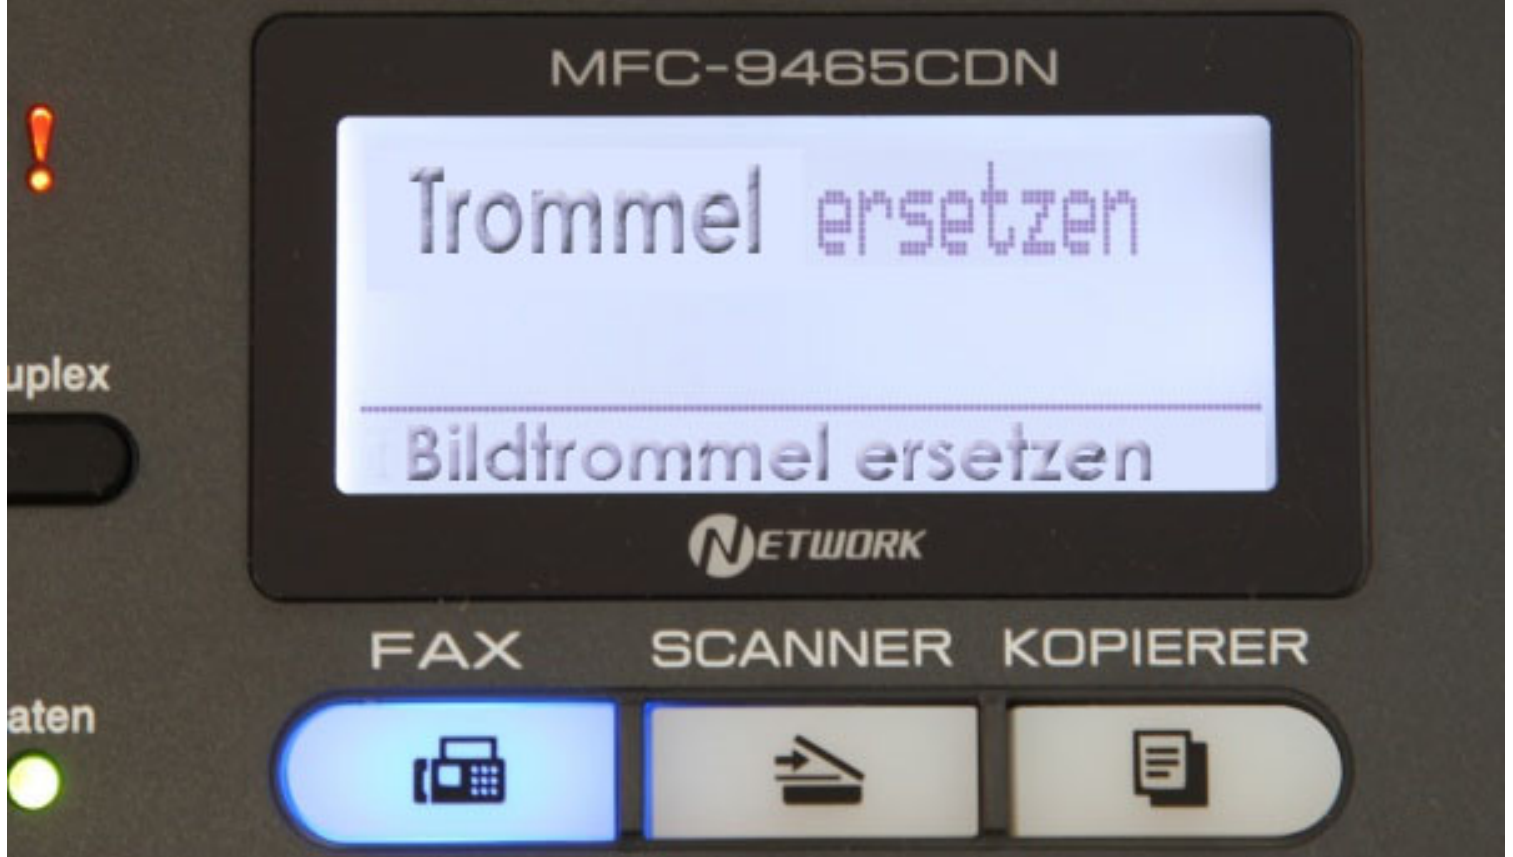 MFC-9465CDN
!
Trommel ersetzen
uplex
Bildtrommel ersetzen
NETWORK
FAX SCANNER KOPIERER
aten